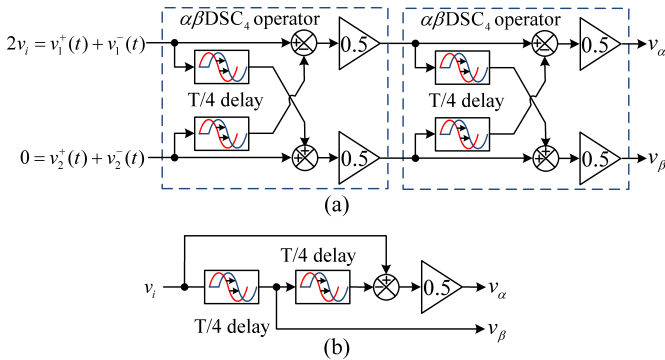 αβDSC₄ operator αβDSC₄ operator
2vᵢ = v₁⁺(t) + v₁⁻(t) 0.5 0.5 v_α
T/4 delay T/4 delay
0 = v₂⁺(t) + v₂⁻(t) 0.5 0.5 v_β
(a)
T/4 delay
vᵢ 0.5 v_α
T/4 delay v_β
(b)